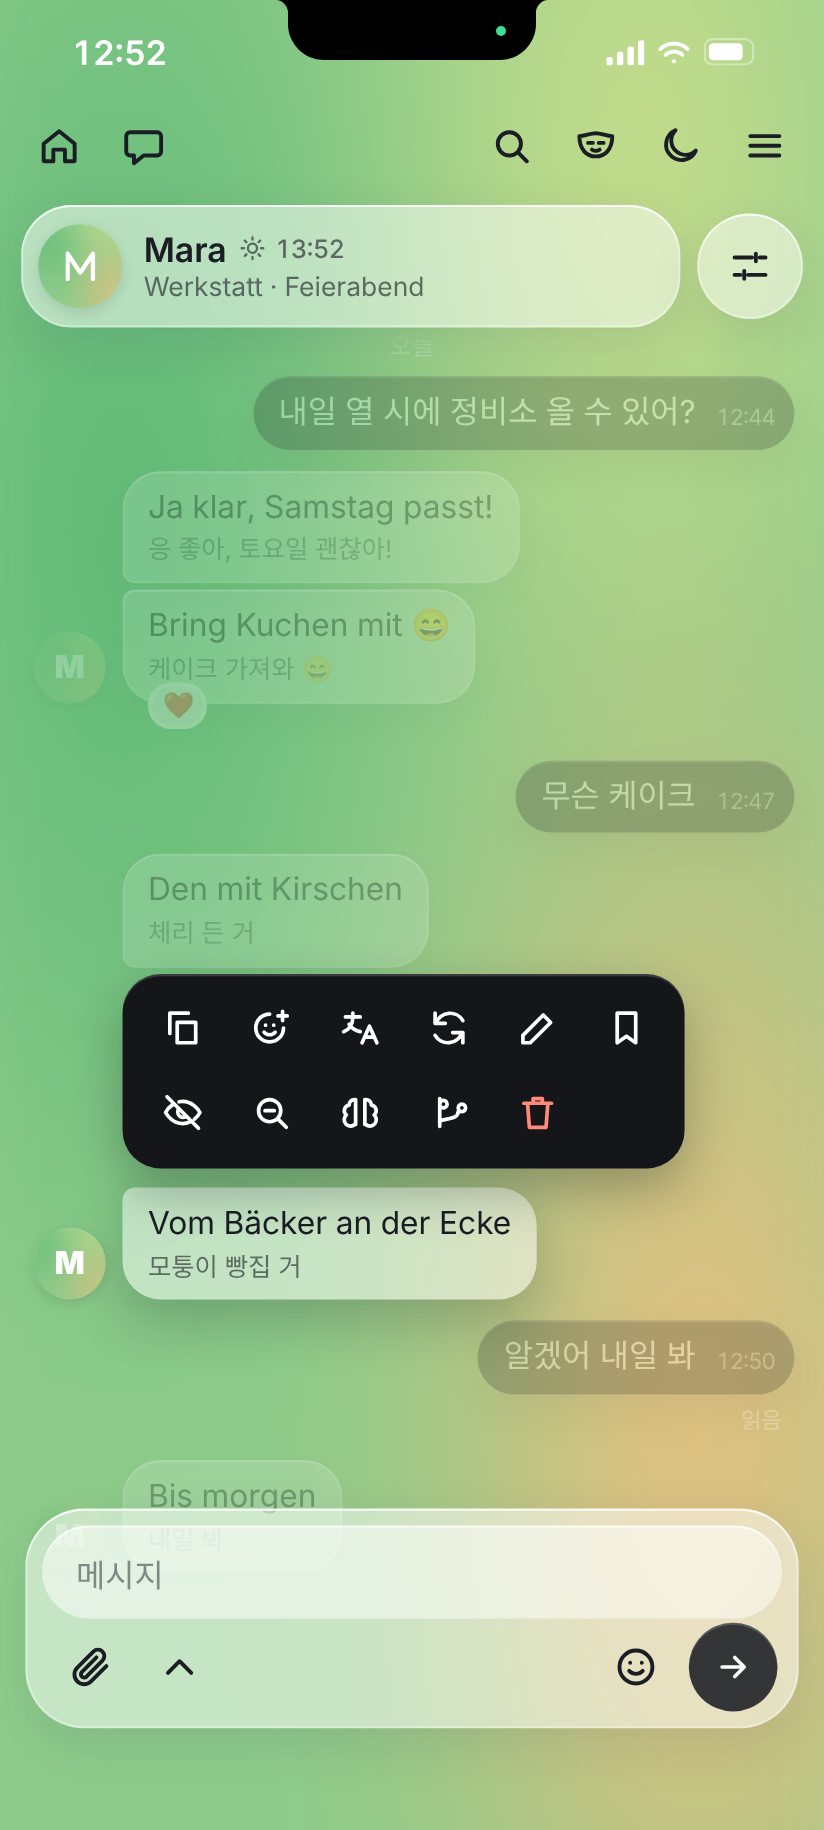 12:52
M
Mara 13:52
Werkstatt · Feierabend
오늘
내일 열 시에 정비소 올 수 있어? 12:44
Ja klar, Samstag passt!
응 좋아, 토요일 괜찮아!
Bring Kuchen mit 😄
케이크 가져와 😄
M
무슨 케이크 12:47
Den mit Kirschen
체리 든 거
Vom Bäcker an der Ecke
모퉁이 빵집 거
M
알겠어 내일 봐 12:50
읽음
Bis morgen
내일 봐
M
메시지